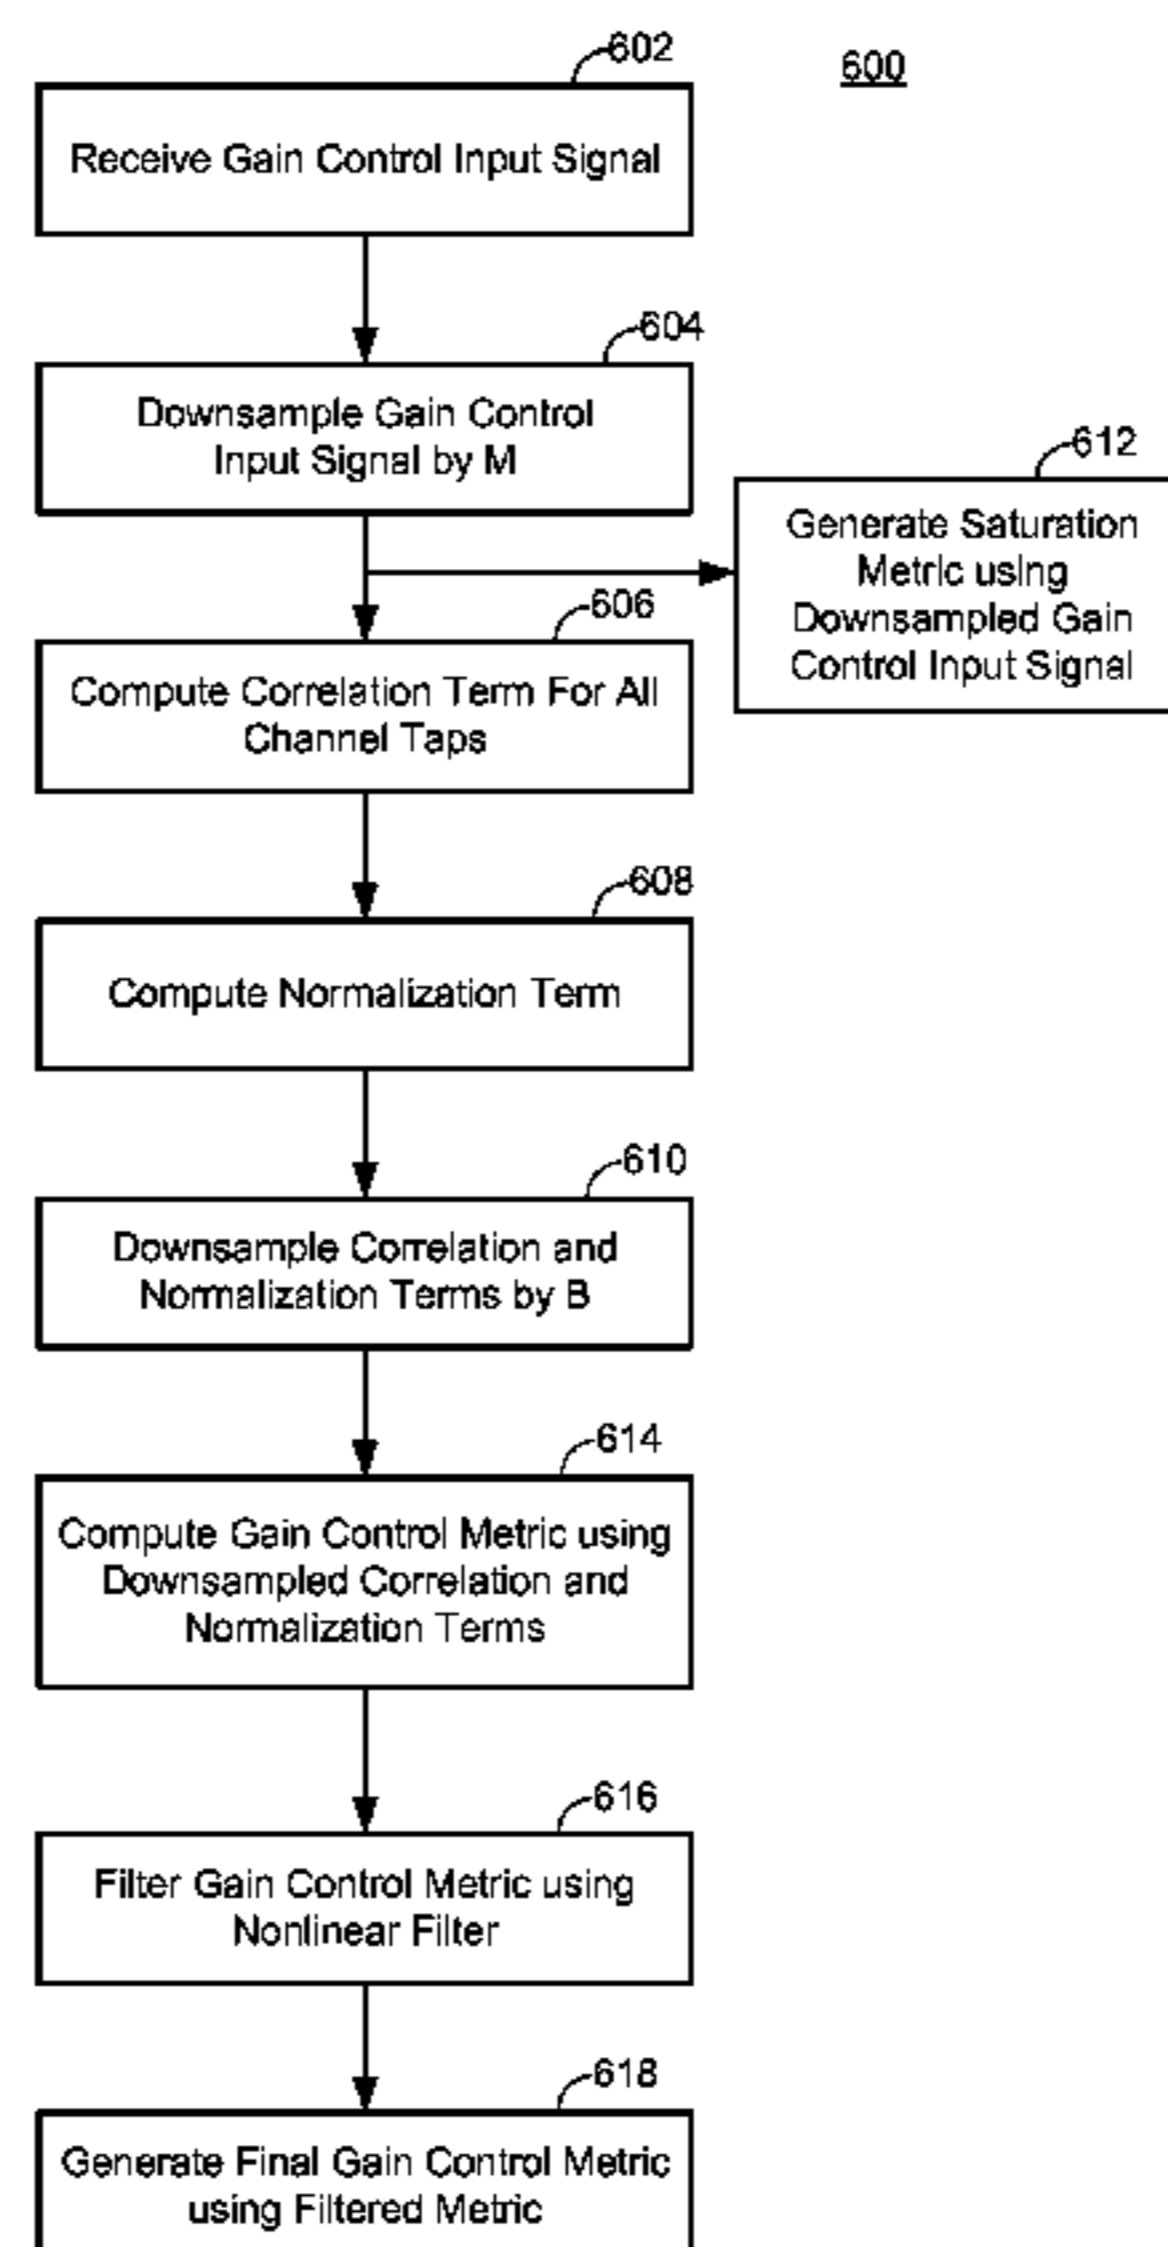 602
600
Receive Gain Control Input Signal
604
Downsample Gain Control
Input Signal by M
612
Generate Saturation
Metric using
Downsampled Gain
Control Input Signal
606
Compute Correlation Term For All
Channel Taps
608
Compute Normalization Term
610
Downsample Correlation and
Normalization Terms by B
614
Compute Gain Control Metric using
Downsampled Correlation and
Normalization Terms
616
Filter Gain Control Metric using
Nonlinear Filter
618
Generate Final Gain Control Metric
using Filtered Metric